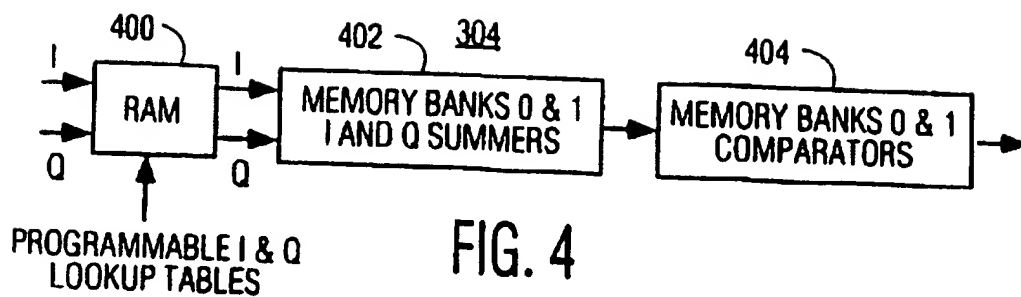 400
402
304
404
I
I
RAM
MEMORY BANKS 0 & 1
I AND Q SUMMERS
MEMORY BANKS 0 & 1
COMPARATORS
Q
Q
PROGRAMMABLE I & Q
LOOKUP TABLES
FIG. 4